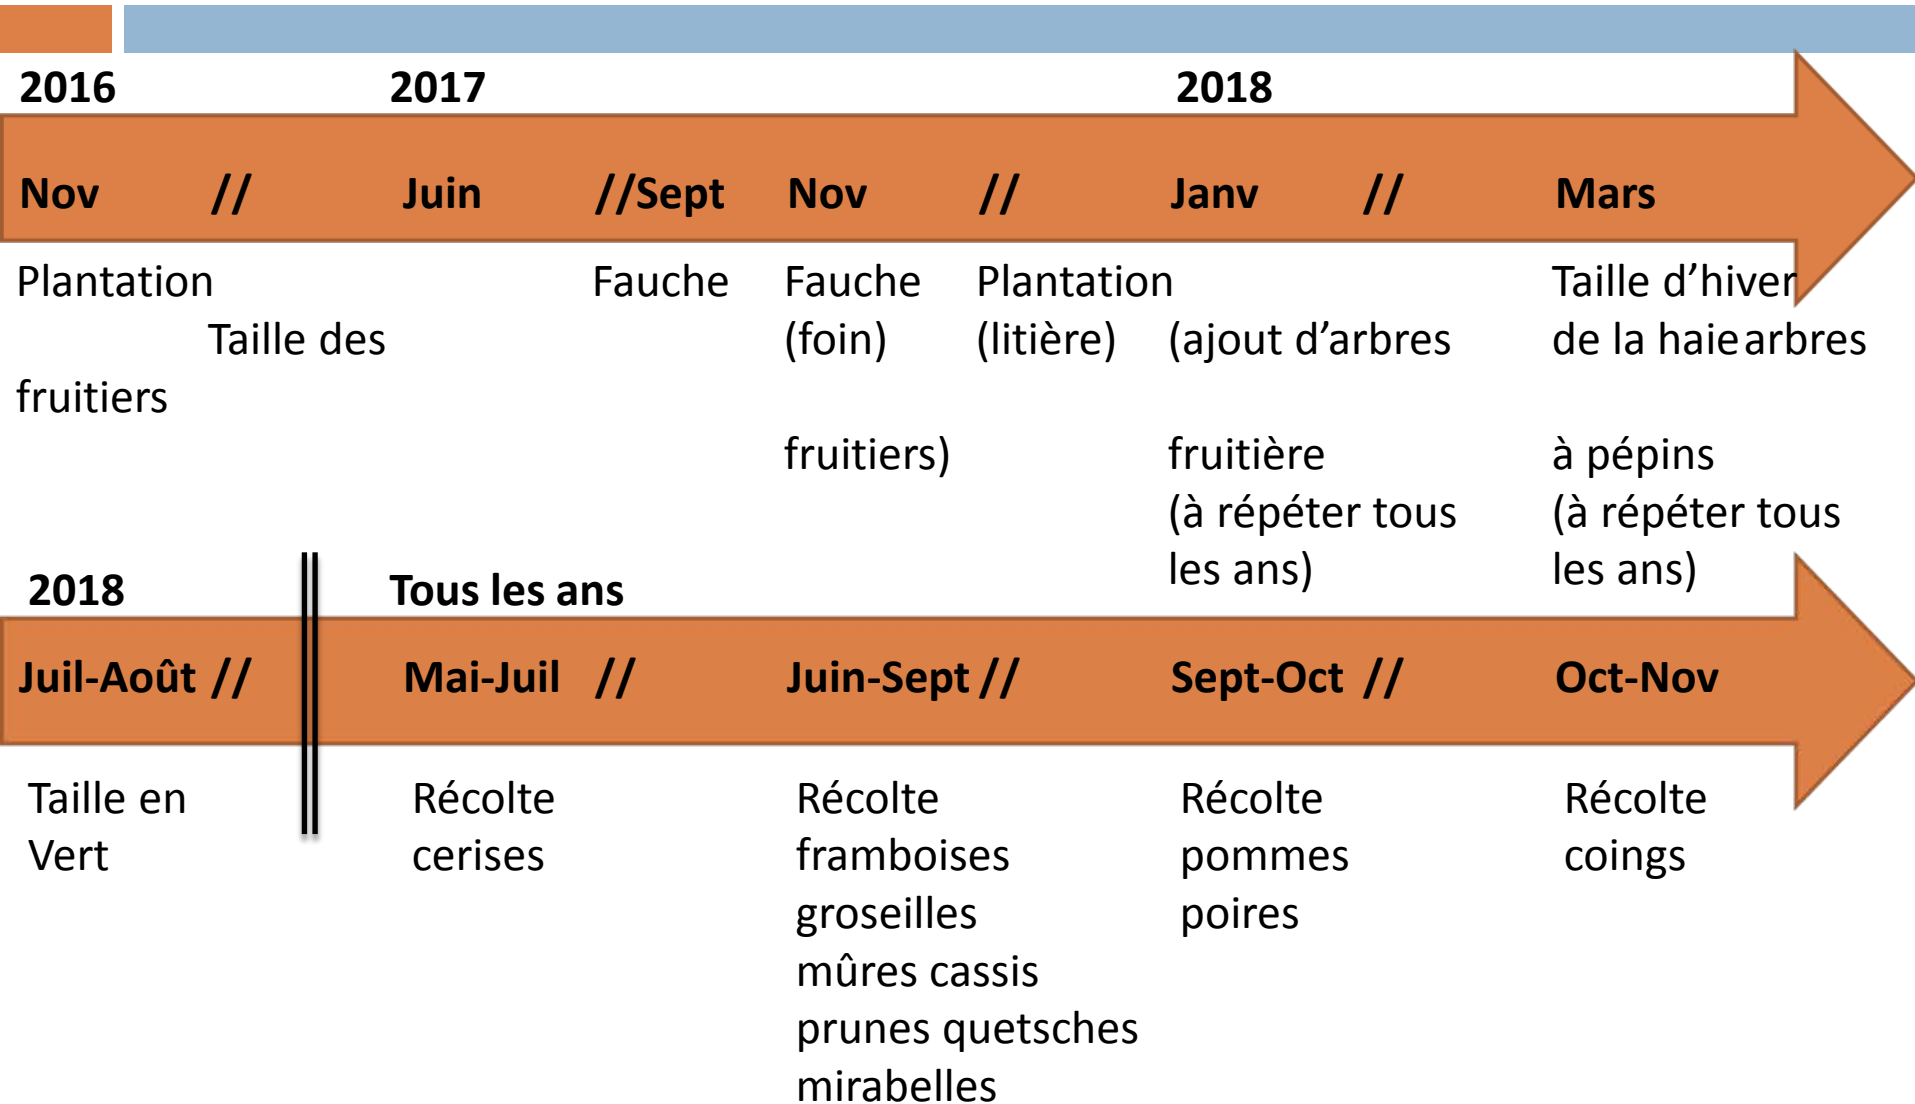 2016 2017 2018
Nov // Juin //Sept Nov // Janv // Mars
Plantation Fauche Fauche Plantation Taille d’hiver
Taille des (foin) (litière) (ajout d’arbres de la haie arbres
fruitiers
fruitiers) fruitière à pépins
(à répéter tous (à répéter tous
les ans) les ans)
2018 Tous les ans
Juil-Août // Mai-Juil // Juin-Sept // Sept-Oct // Oct-Nov
Taille en Récolte Récolte Récolte Récolte
Vert cerises framboises pommes coings
groseilles poires
mûres cassis
prunes quetsches
mirabelles